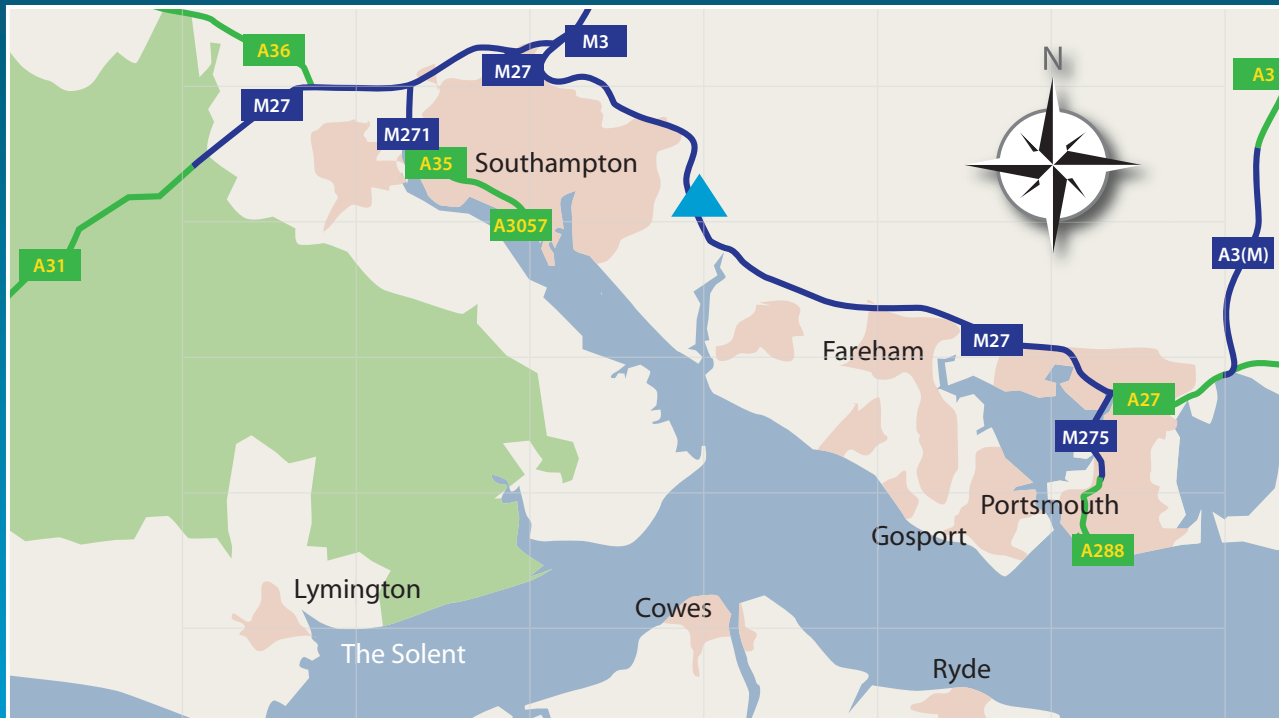 M3
A36
N
M27
A3
M27
M271
A35
Southampton
A3057
A3(M)
A31
M27
Fareham
A27
M275
Portsmouth
Gosport
A288
Lymington
Cowes
The Solent
Ryde